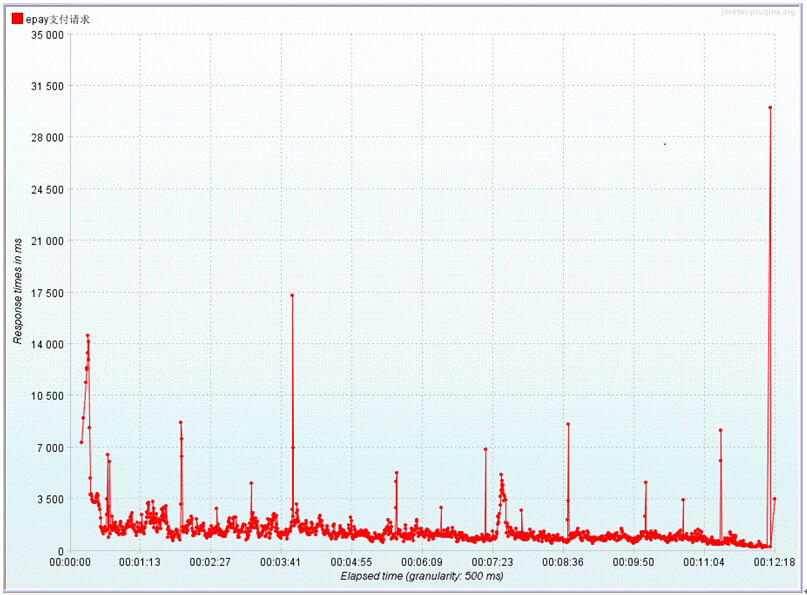 epay支付请求
jmeter-plugins.org
35 000
31 500
28 000
24 500
21 000
17 500
14 000
10 500
7 000
3 500
0
Response times in ms
00:00:00 00:01:13 00:02:27 00:03:41 00:04:55 00:06:09 00:07:23 00:08:36 00:09:50 00:11:04 00:12:18
Elapsed time (granularity: 500 ms)